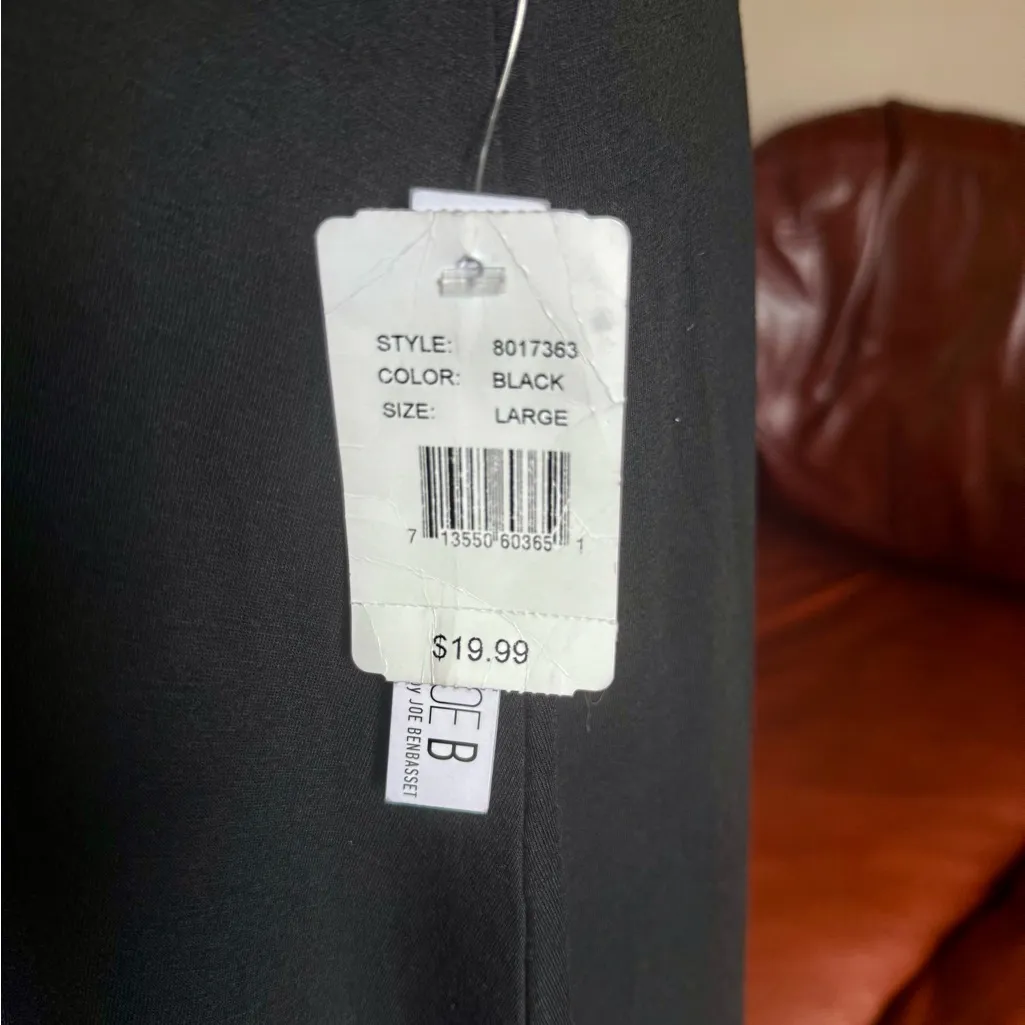 STYLE: 8017363
COLOR: BLACK
SIZE: LARGE
7 13550 60365 1
$19.99
OE B
BY JOE BENBASSET